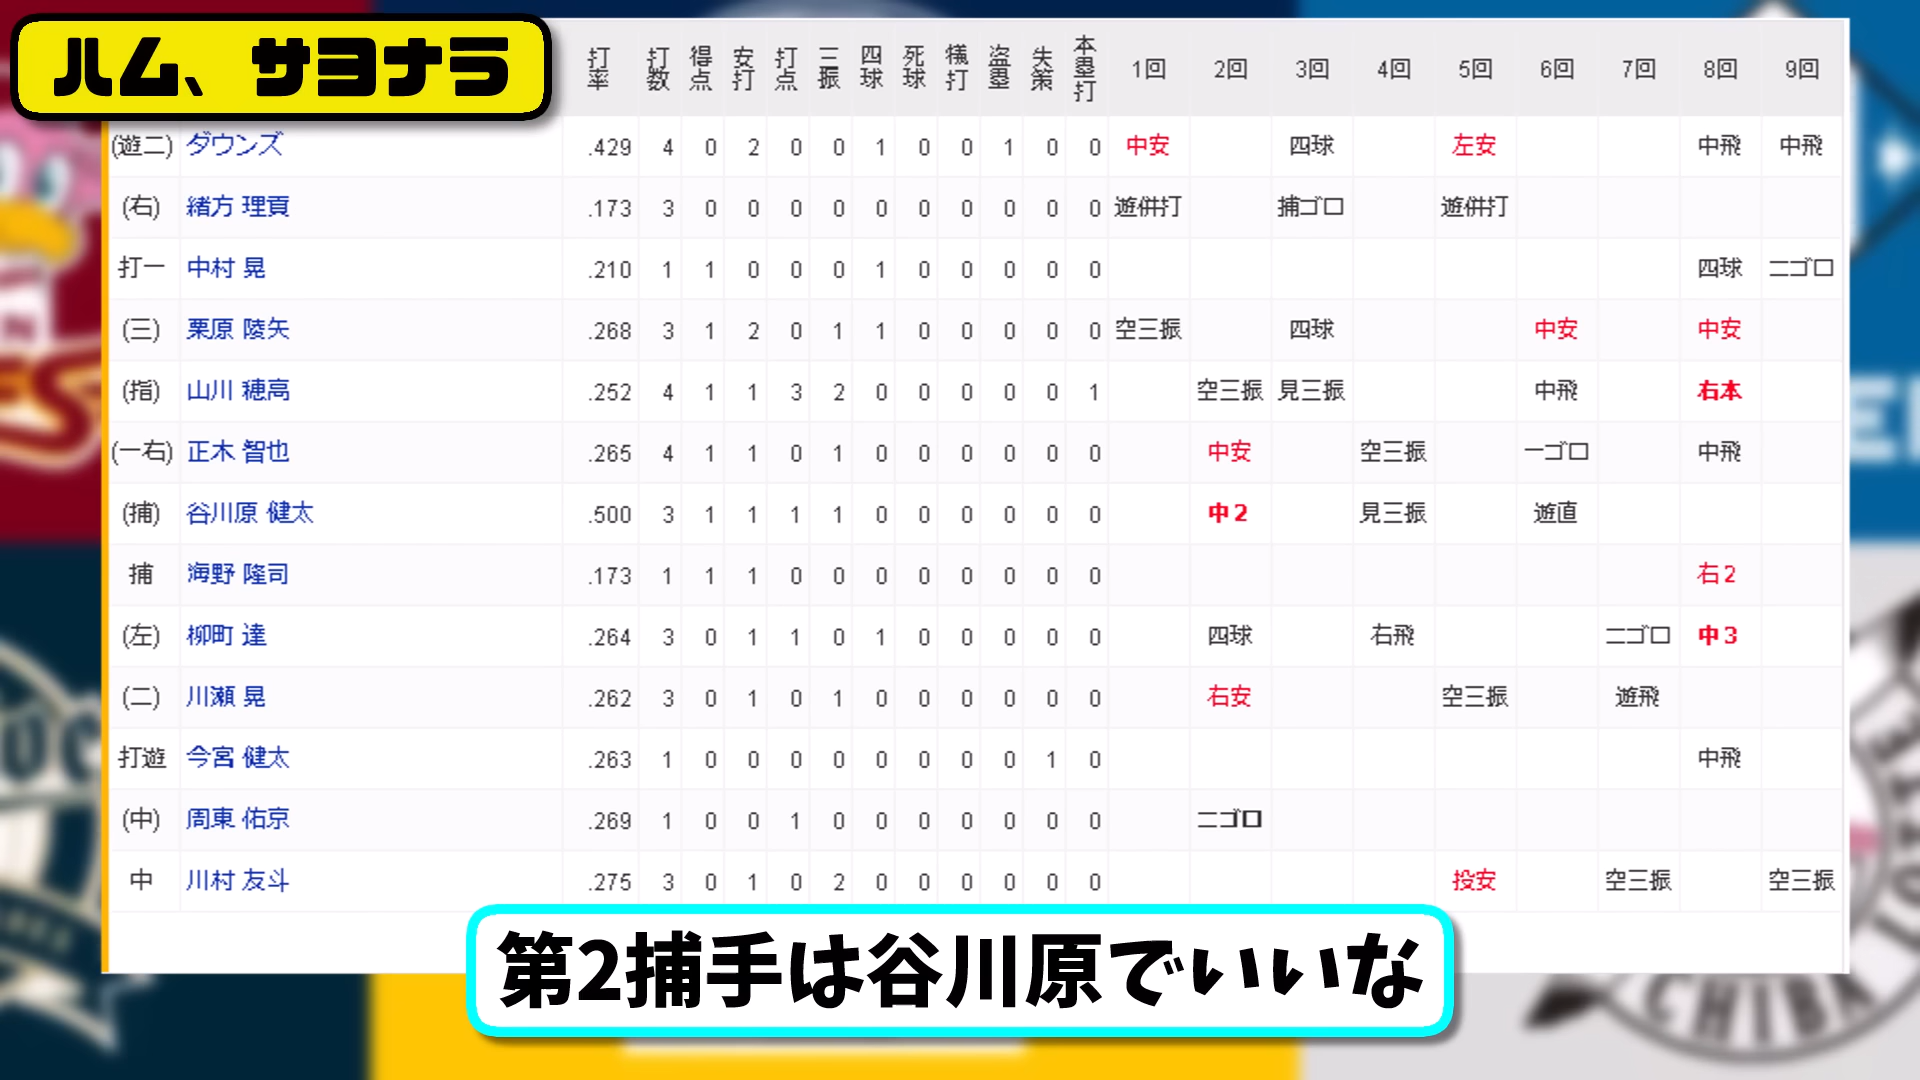 ハム、サヨナラ
打率 打数 得点 安打 打点 三振 四球 死球 犠打 盗塁 失策 本塁打 1回 2回 3回 4回 5回 6回 7回 8回 9回
(遊二) ダウンズ .429 4 0 2 0 0 1 0 0 1 0 0 中安 四球 左安 中飛 中飛
(右) 緒方 理貢 .173 3 0 0 0 0 0 0 0 0 0 0 遊併打 捕ゴロ 遊併打
打一 中村 晃 .210 1 1 0 0 0 1 0 0 0 0 0 四球 二ゴロ
(三) 栗原 陵矢 .268 3 1 2 0 1 1 0 0 0 0 0 空三振 四球 中安 中安
(指) 山川 穂高 .252 4 1 1 3 2 0 0 0 0 0 1 空三振 見三振 中飛 右本
(一右) 正木 智也 .265 4 1 1 0 1 0 0 0 0 0 0 中安 空三振 一ゴロ 中飛
(捕) 谷川原 健太 .500 3 1 1 1 1 0 0 0 0 0 0 中2 見三振 遊直
捕 海野 隆司 .173 1 1 1 0 0 0 0 0 0 0 0 右2
(左) 柳町 達 .264 3 0 1 1 0 1 0 0 0 0 0 四球 右飛 二ゴロ 中3
(二) 川瀬 晃 .262 3 0 1 0 1 0 0 0 0 0 0 右安 空三振 遊飛
打遊 今宮 健太 .263 1 0 0 0 0 0 0 0 0 1 0 中飛
(中) 周東 佑京 .269 1 0 0 1 0 0 0 0 0 0 0 二ゴロ
中 川村 友斗 .275 3 0 1 0 2 0 0 0 0 0 0 投安 空三振 空三振
第2捕手は谷川原でいいな
CHIBA